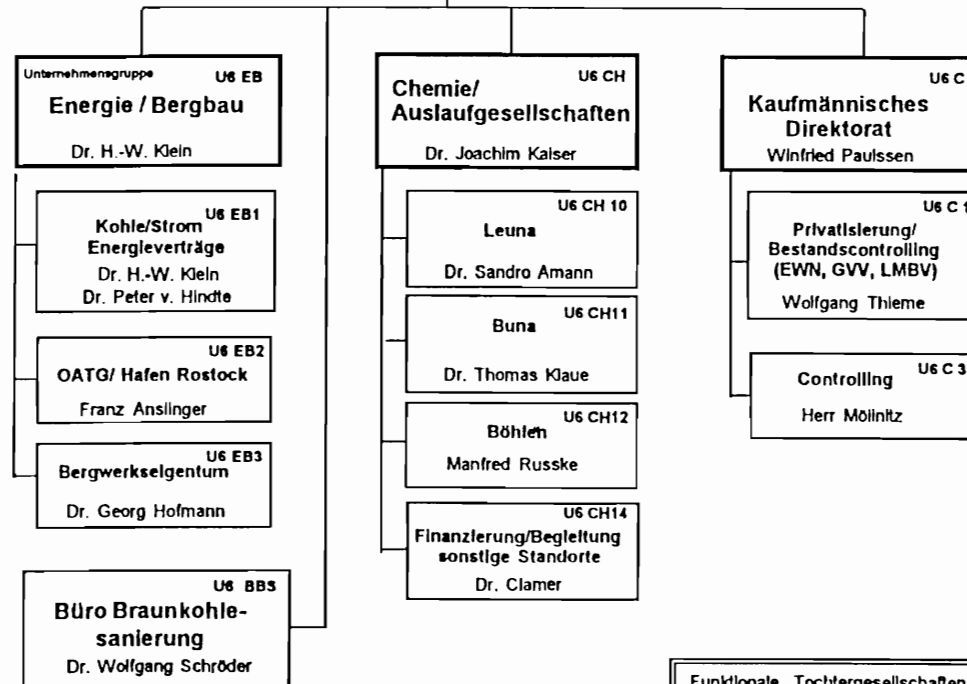 Unternehmensgruppe U6 EB
Energie / Bergbau
Dr. H.-W. Klein
U6 EB1
Kohle/Strom
Energieverträge
Dr. H.-W. Klein
Dr. Peter v. Hindte
U6 EB2
OATG/ Hafen Rostock
Franz Anslinger
U6 EB3
Bergwerkseigentum
Dr. Georg Hofmann
U6 BBS
Büro Braunkohle-
sanierung
Dr. Wolfgang Schröder
U6 CH
Chemie/
Auslaufgesellschaften
Dr. Joachim Kaiser
U6 CH 10
Leuna
Dr. Sandro Amann
U6 CH11
Buna
Dr. Thomas Klaue
U6 CH12
Böhlen
Manfred Russke
U6 CH14
Finanzierung/Begleitung
sonstige Standorte
Dr. Clamer
U6 C
Kaufmännisches
Direktorat
Winfried Paulssen
U6 C 1
Privatisierung/
Bestandscontrolling
(EWN, GVV, LMBV)
Wolfgang Thieme
U6 C 3
Controlling
Herr Möllnitz
Funktionale Tochtergesellschaften